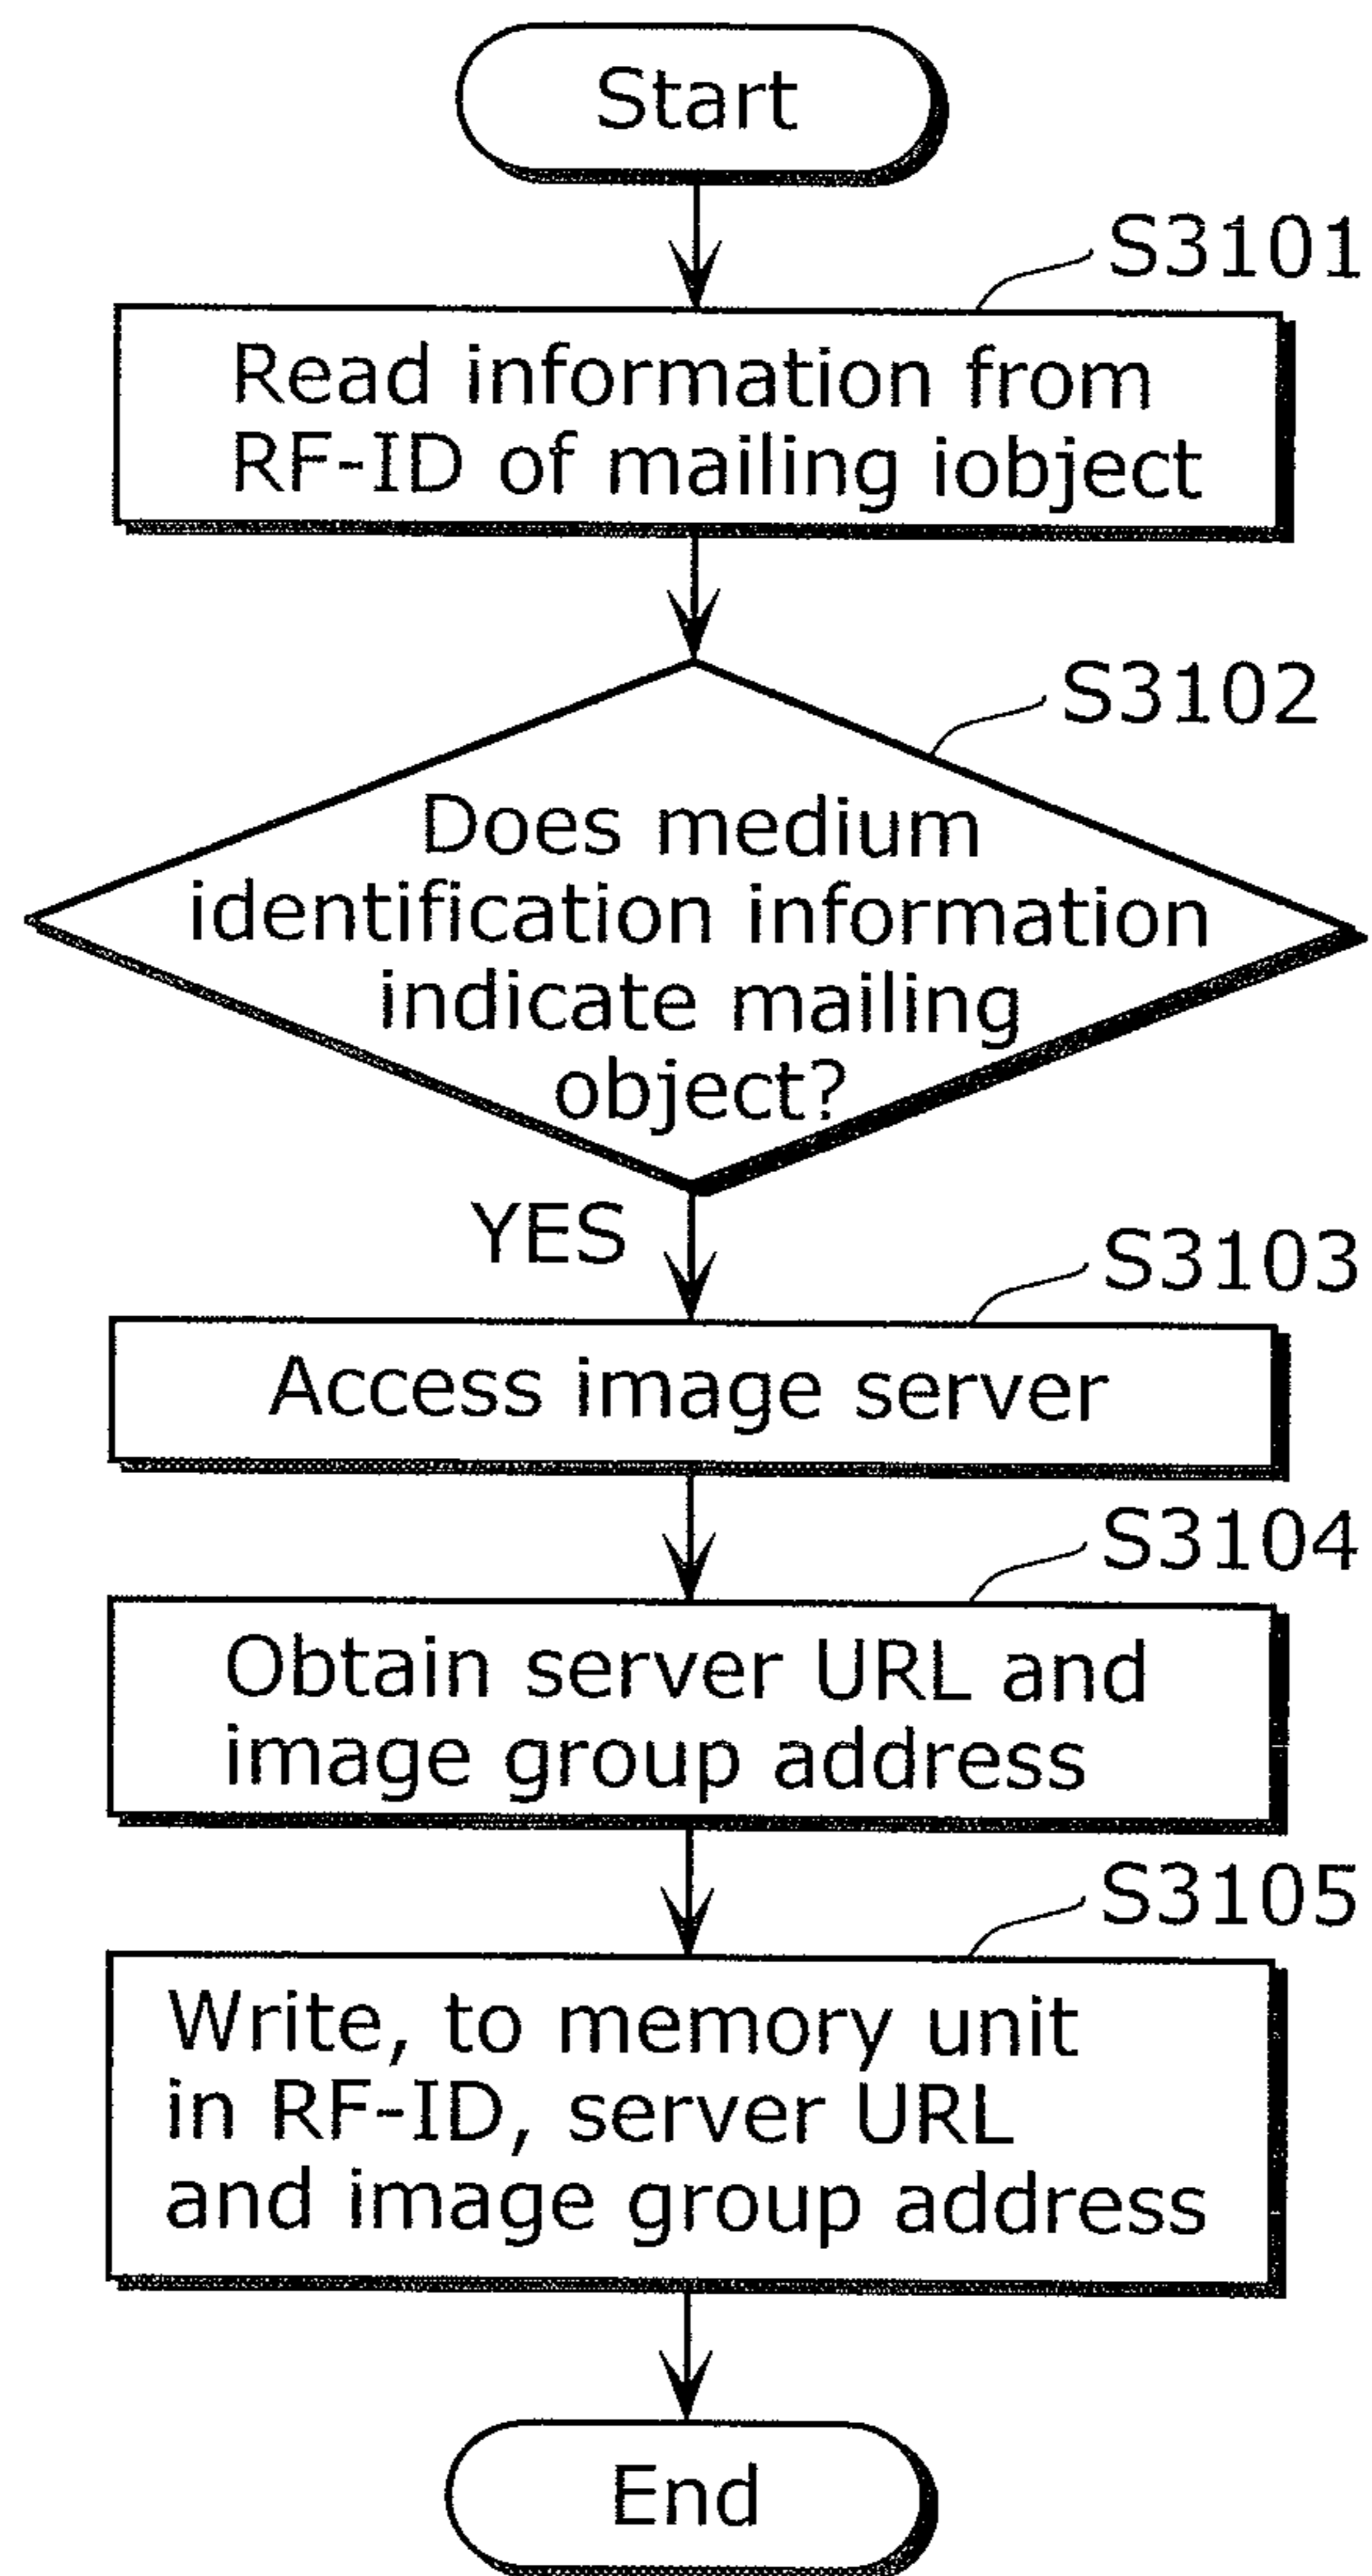 Start
S3101
Read information from
RF-ID of mailing iobject
S3102
Does medium
identification information
indicate mailing
object?
YES
S3103
Access image server
S3104
Obtain server URL and
image group address
S3105
Write, to memory unit
in RF-ID, server URL
and image group address
End